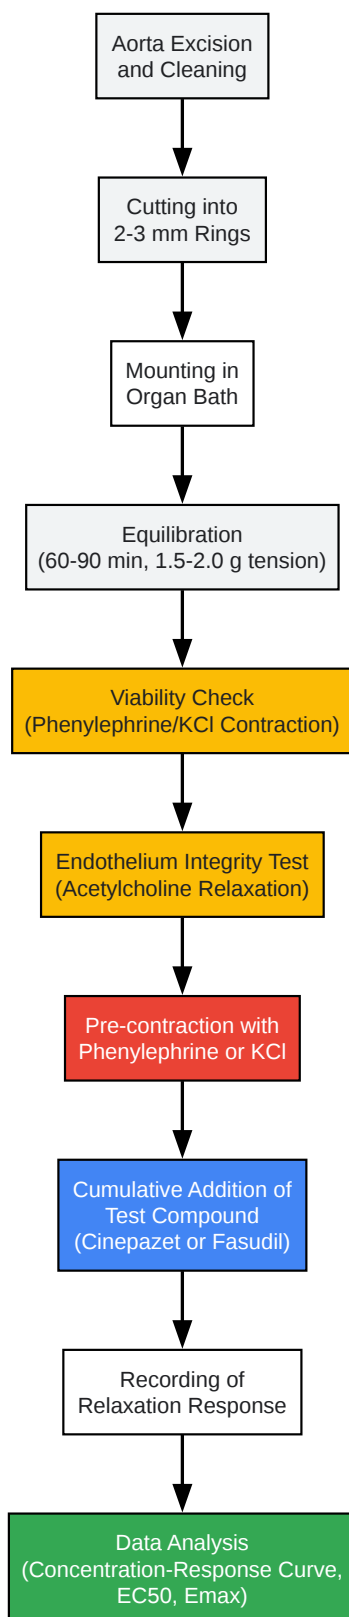 Aorta Excision
and Cleaning
Cutting into
2-3 mm Rings
Mounting in
Organ Bath
Equilibration
(60-90 min, 1.5-2.0 g tension)
Viability Check
(Phenylephrine/KCl Contraction)
Endothelium Integrity Test
(Acetylcholine Relaxation)
Pre-contraction with
Phenylephrine or KCl
Cumulative Addition of
Test Compound
(Cinepazet or Fasudil)
Recording of
Relaxation Response
Data Analysis
(Concentration-Response Curve,
EC50, Emax)